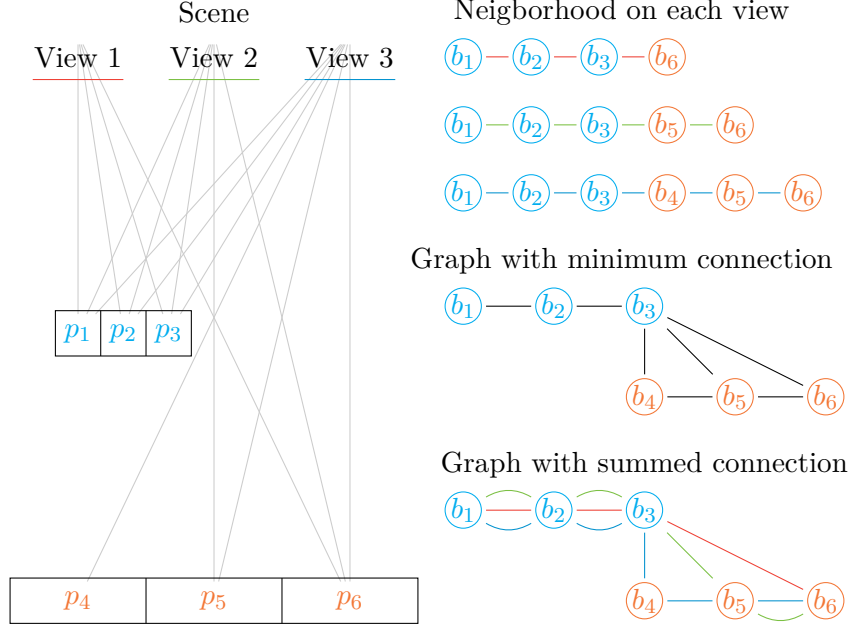 Scene
View 1 View 2 View 3
p₁ p₂ p₃
p₄ p₅ p₆
Neigborhood on each view
b₁ b₂ b₃ b₆
b₁ b₂ b₃ b₅ b₆
b₁ b₂ b₃ b₄ b₅ b₆
Graph with minimum connection
b₁ b₂ b₃
b₄ b₅ b₆
Graph with summed connection
b₁ b₂ b₃
b₄ b₅ b₆